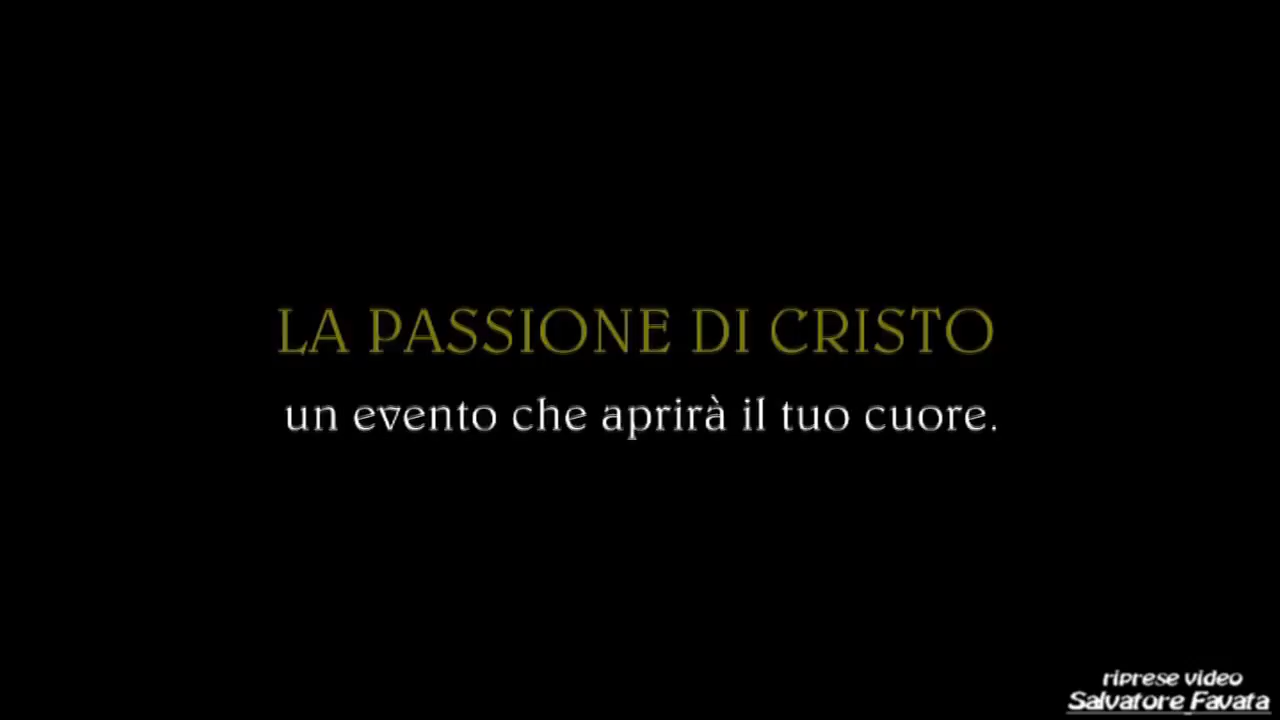 LA PASSIONE DI CRISTO
un evento che aprirà il tuo cuore.
riprese video
Salvatore Favata